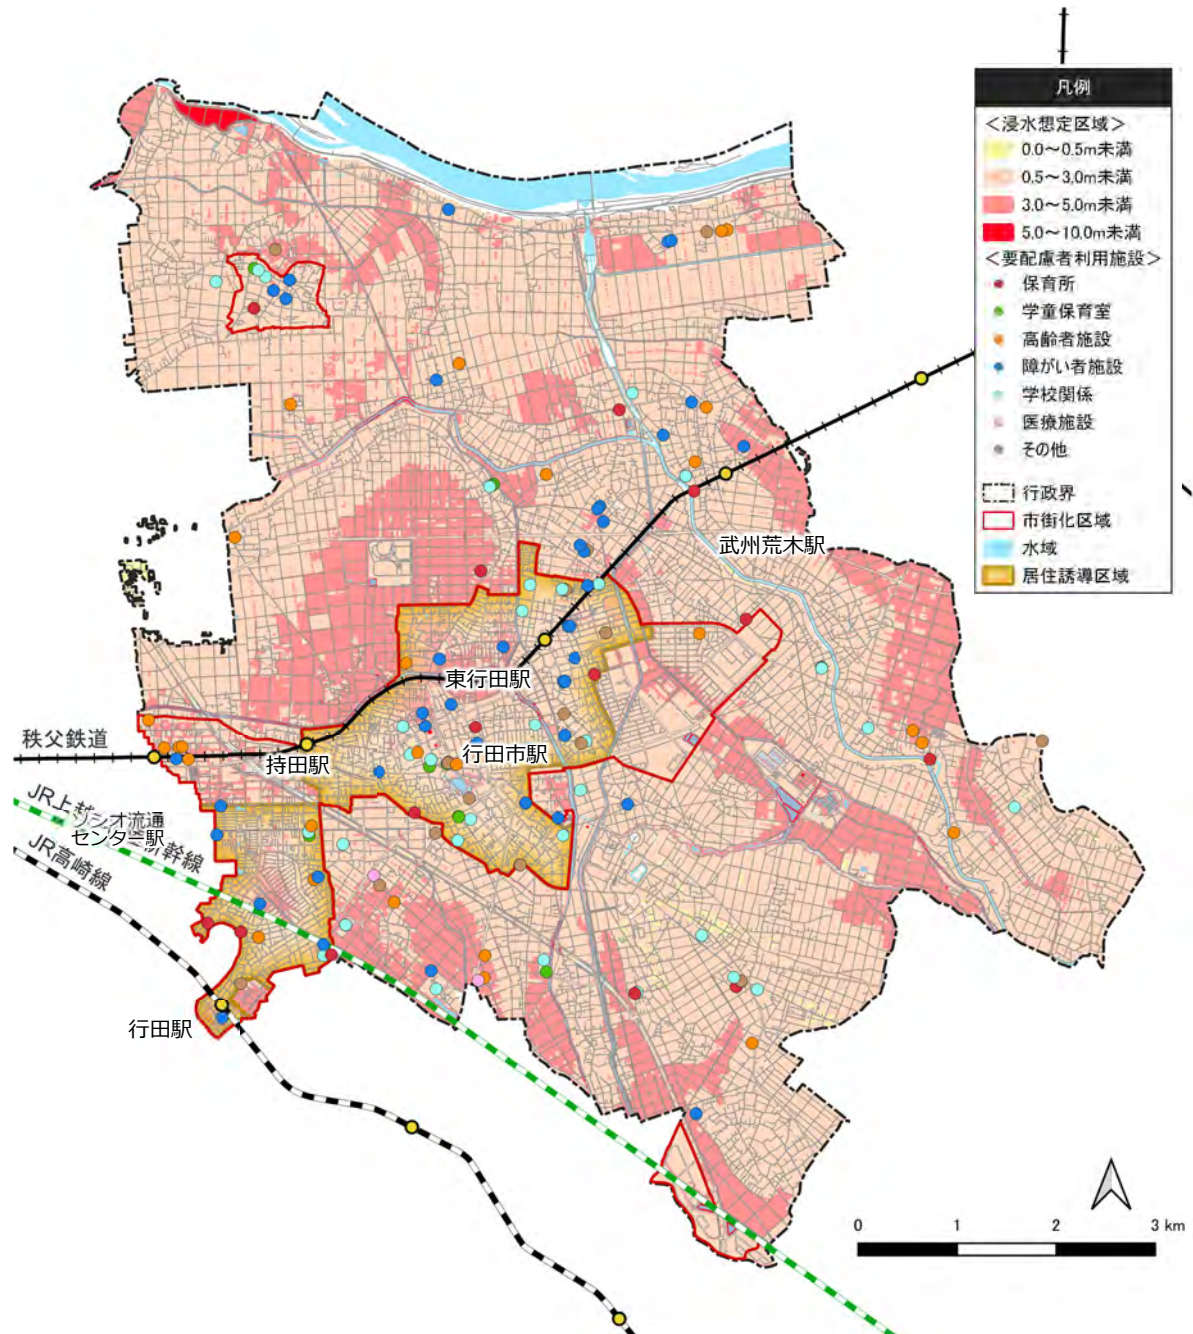 凡例
＜浸水想定区域＞
0.0～0.5m未満
0.5～3.0m未満
3.0～5.0m未満
5.0～10.0m未満
＜要配慮者利用施設＞
保育所
学童保育室
高齢者施設
障がい者施設
学校関係
医療施設
その他
行政界
市街化区域
水域
居住誘導区域
武州荒木駅
東行田駅
秩父鉄道
持田駅
行田市駅
JR上越
ソシオ流通
センター駅
新幹線
JR高崎線
行田駅
0 1 2 3 km